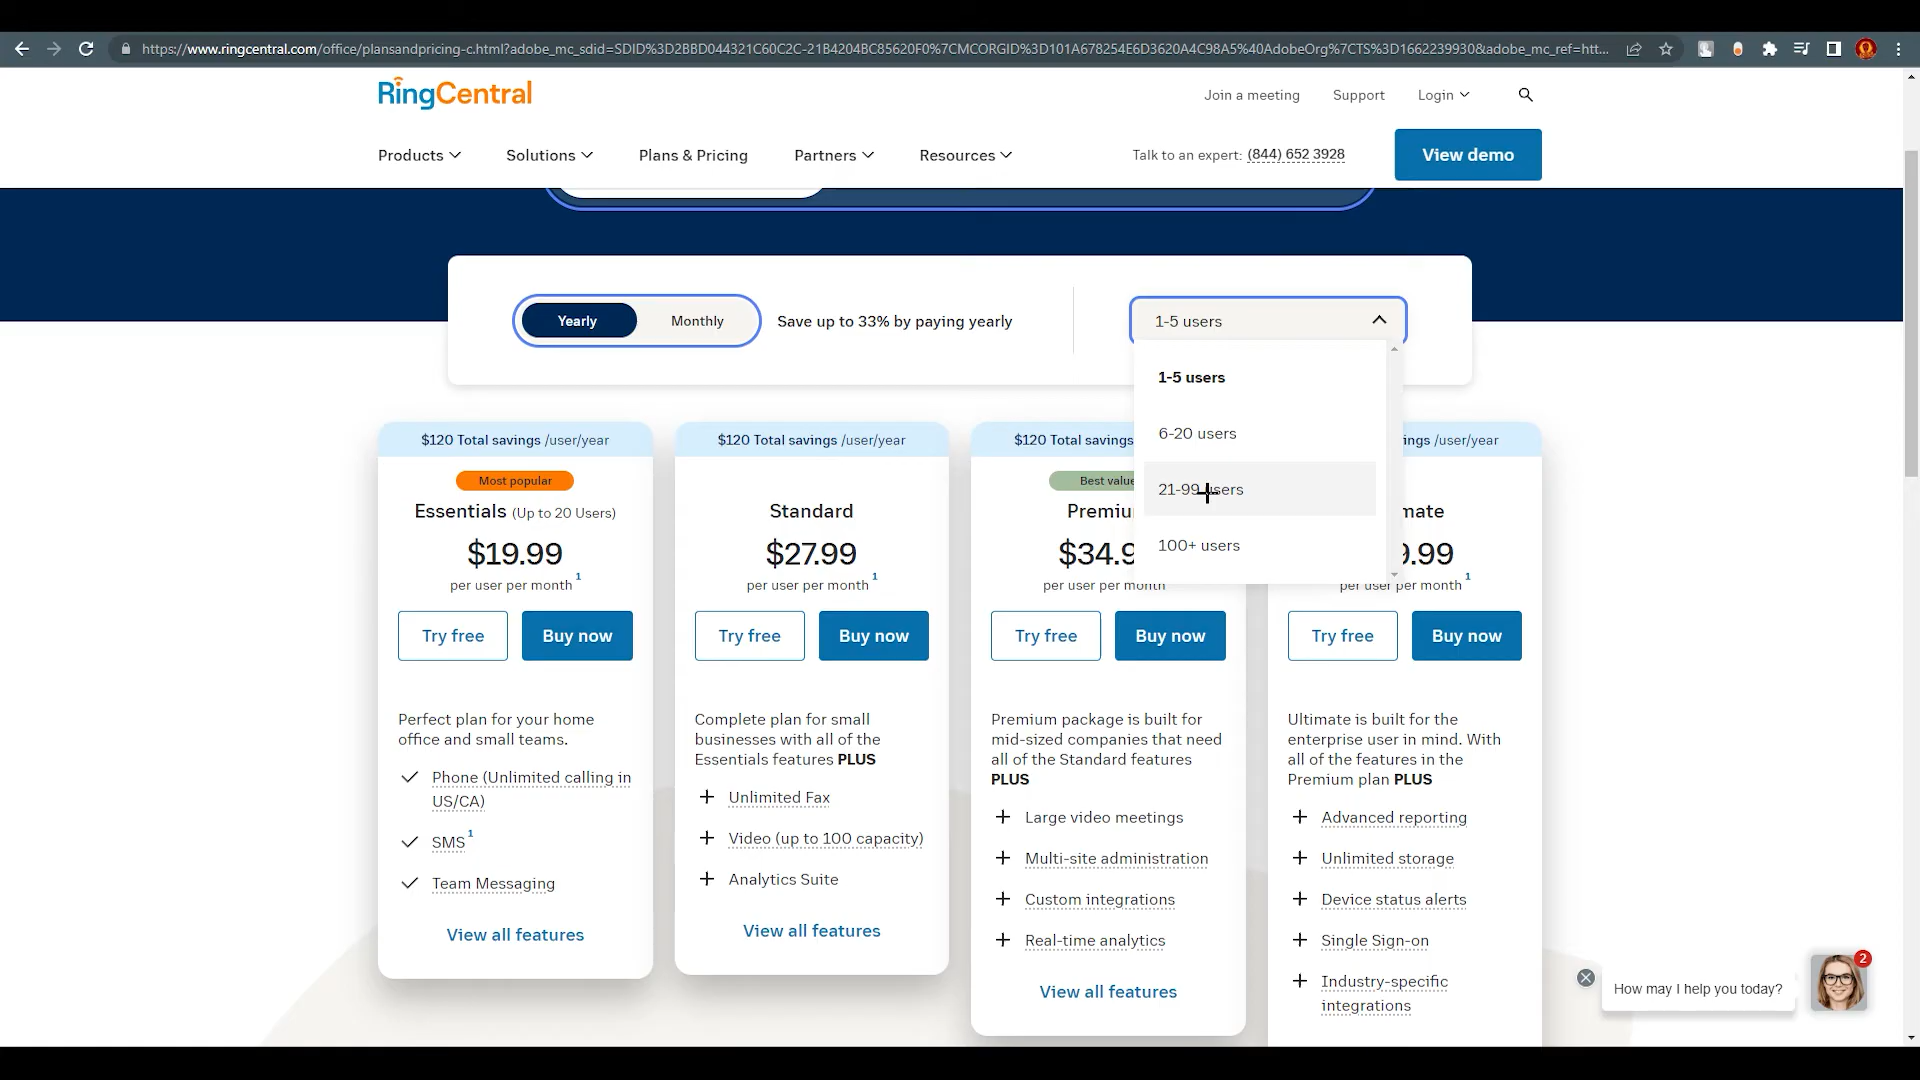 https://www.ringcentral.com/office/plansandpricing-c.html?adobe_mc_sdid=SDID%3D2BBD044321C60C2C-21B4204BC85620F0%7CMCORGID%3D101A678254E6D3620A4C98A5%40AdobeOrg%7CTS%3D1662239930&adobe_mc_ref=htt...
RingCentral
Join a meeting Support Login
Products Solutions Plans & Pricing Partners Resources Talk to an expert: (844) 652 3928 View demo
Yearly Monthly Save up to 33% by paying yearly 1-5 users
1-5 users
6-20 users
21-99 users
100+ users
$120 Total savings /user/year
Most popular
Essentials (Up to 20 Users)
$19.99
per user per month 1
Try free Buy now
Perfect plan for your home
office and small teams.
Phone (Unlimited calling in
US/CA)
SMS 1
Team Messaging
View all features
$120 Total savings /user/year
Standard
$27.99
per user per month 1
Try free Buy now
Complete plan for small
businesses with all of the
Essentials features PLUS
Unlimited Fax
Video (up to 100 capacity)
Analytics Suite
View all features
$120 Total savings
Best value
Premiu
$34.9
per user per month
Try free Buy now
Premium package is built for
mid-sized companies that need
all of the Standard features
PLUS
Large video meetings
Multi-site administration
Custom integrations
Real-time analytics
View all features
ings /user/year
mate
9.99
per user per month 1
Try free Buy now
Ultimate is built for the
enterprise user in mind. With
all of the features in the
Premium plan PLUS
Advanced reporting
Unlimited storage
Device status alerts
Single Sign-on
Industry-specific
integrations
How may I help you today?
2